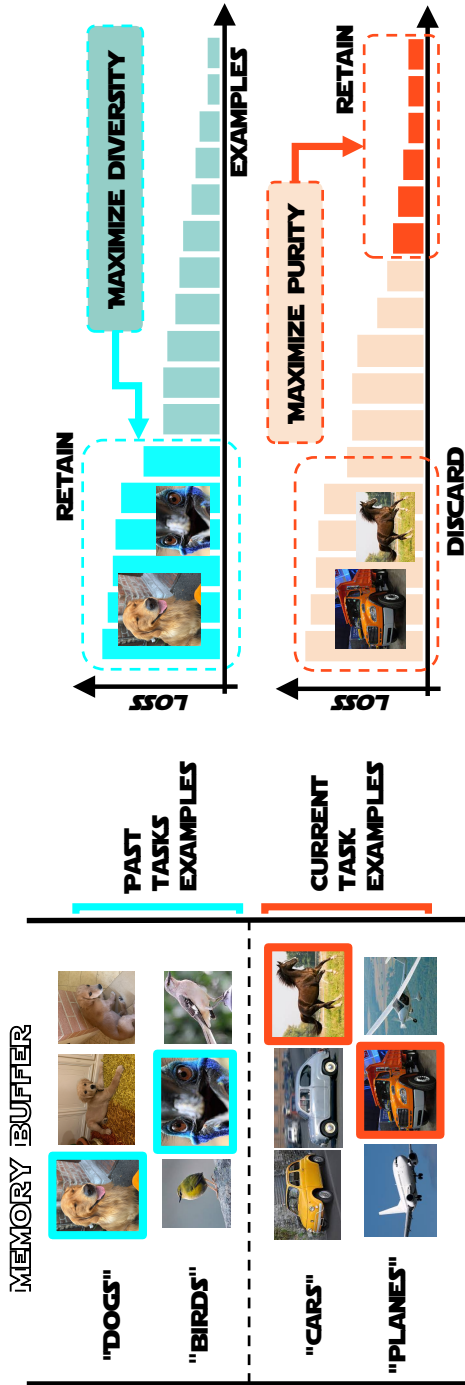 MEMORY BUFFER
"DOGS"
"BIRDS"
"CARS"
"PLANES"
PAST
TASKS
EXAMPLES
CURRENT
TASK
EXAMPLES
LOSS
RETAIN
MAXIMIZE DIVERSITY
EXAMPLES
LOSS
DISCARD
MAXIMIZE PURITY
RETAIN